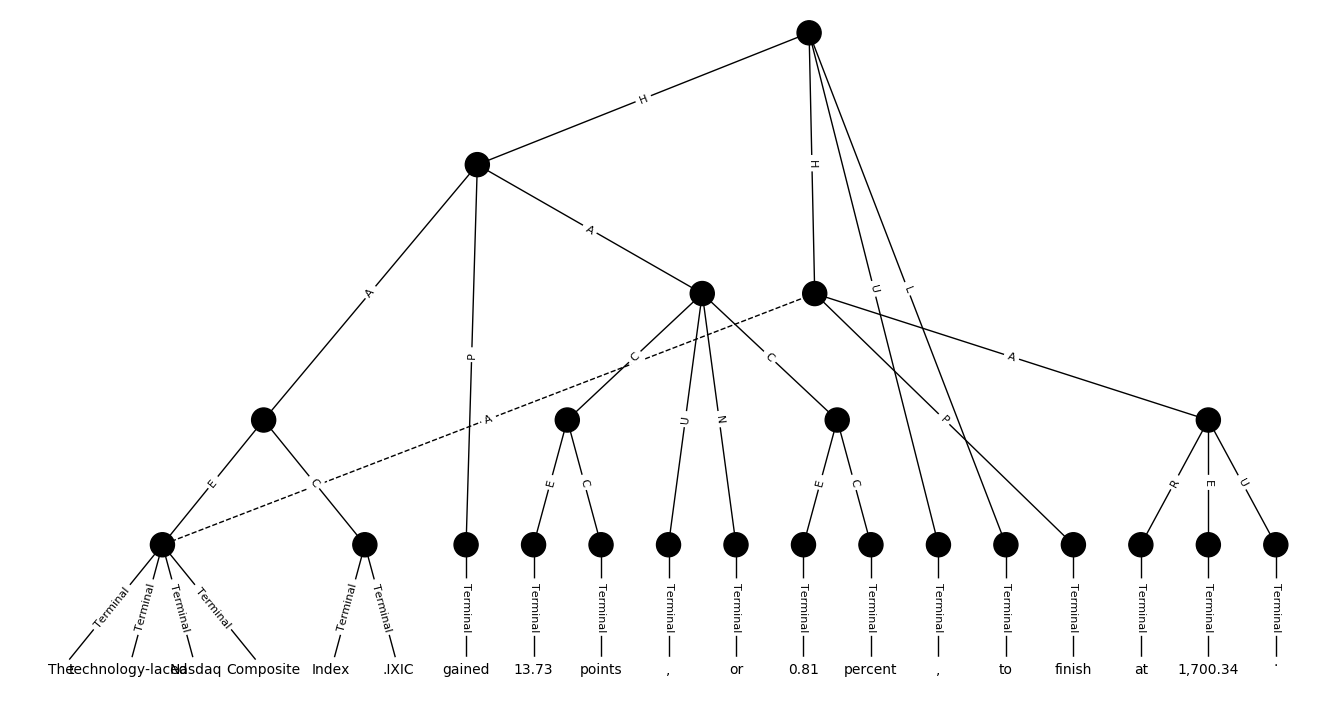 H
H
A
A
U
L
P
C
C
A
A
U
N
P
E
C
E
C
E
C
R
E
U
Terminal Terminal Terminal Terminal Terminal Terminal Terminal Terminal Terminal Terminal Terminal Terminal Terminal Terminal Terminal Terminal Terminal Terminal Terminal
The technology-laced Nasdaq Composite Index .IXIC gained 13.73 points , or 0.81 percent , to finish at 1,700.34 .